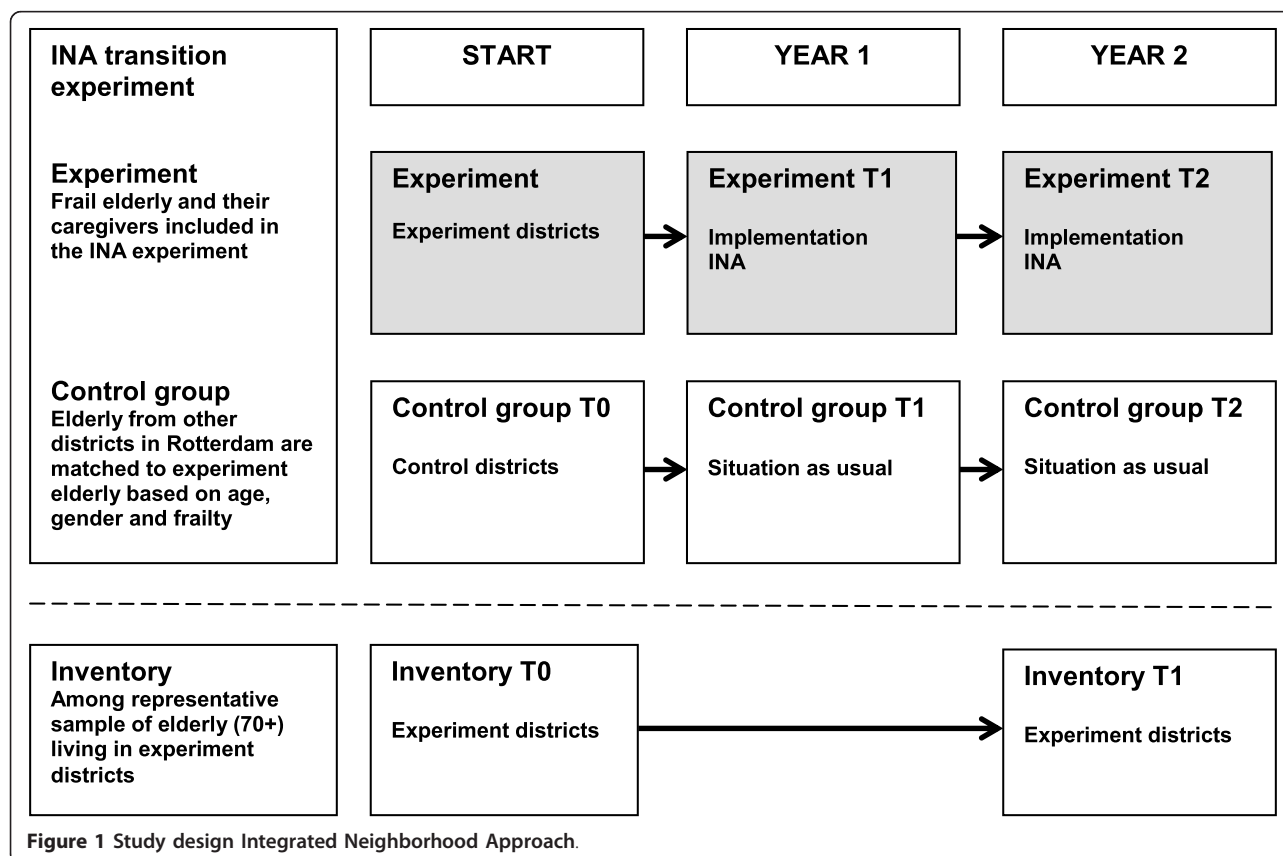 INA transition
experiment
START
YEAR 1
YEAR 2
Experiment
Frail elderly and their
caregivers included in
the INA experiment
Experiment
Experiment districts
Experiment T1
Implementation
INA
Experiment T2
Implementation
INA
Control group
Elderly from other
districts in Rotterdam are
matched to experiment
elderly based on age,
gender and frailty
Control group T0
Control districts
Control group T1
Situation as usual
Control group T2
Situation as usual
Inventory
Among representative
sample of elderly (70+)
living in experiment
districts
Inventory T0
Experiment districts
Inventory T1
Experiment districts
Figure 1 Study design Integrated Neighborhood Approach.